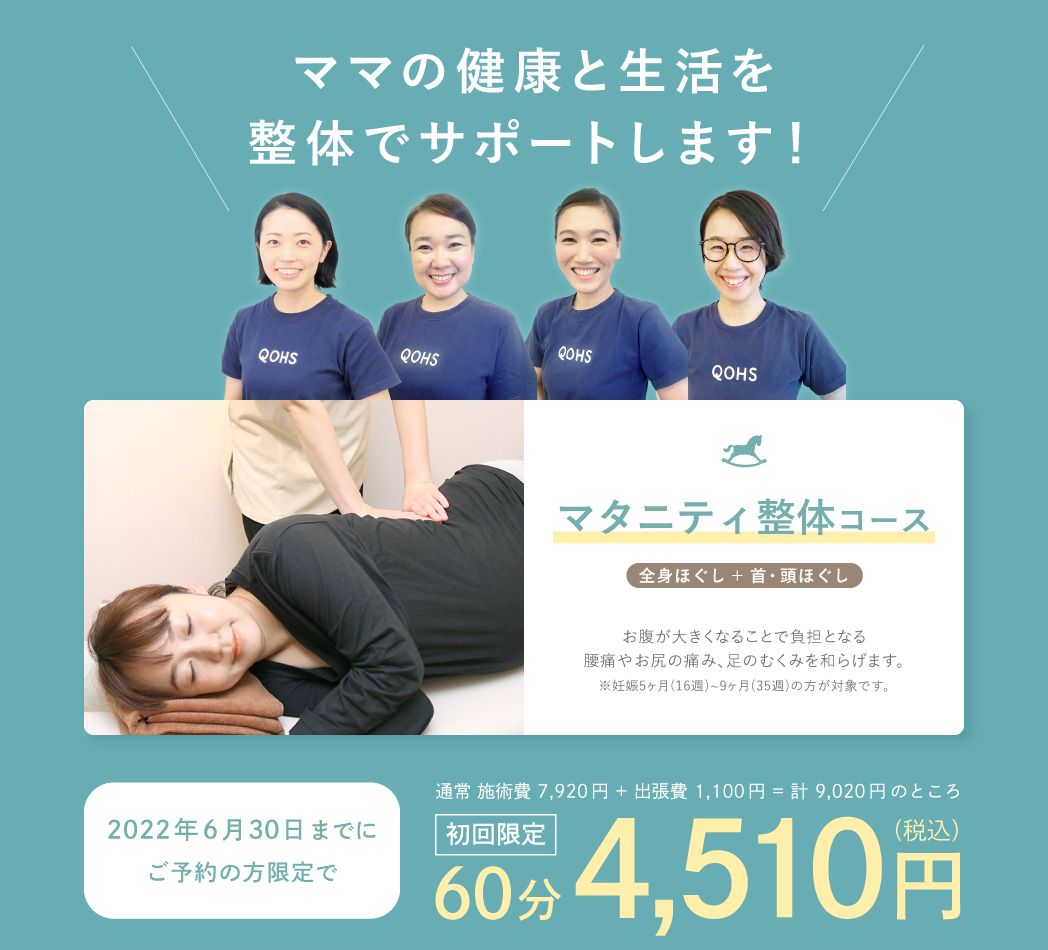 ママの健康と生活を
整体でサポートします!
QOHS
QOHS
QOHS
QOHS
マタニティ整体コース
全身ほぐし + 首・頭ほぐし
お腹が大きくなることで負担となる
腰痛やお尻の痛み、足のむくみを和らげます。
※妊娠5ヶ月(16週)~9ヶ月(35週)の方が対象です。
2022年6月30日までに
ご予約の方限定で
通常 施術費 7,920円 + 出張費 1,100円 = 計 9,020円のところ
初回限定
60分 4,510円 (税込)